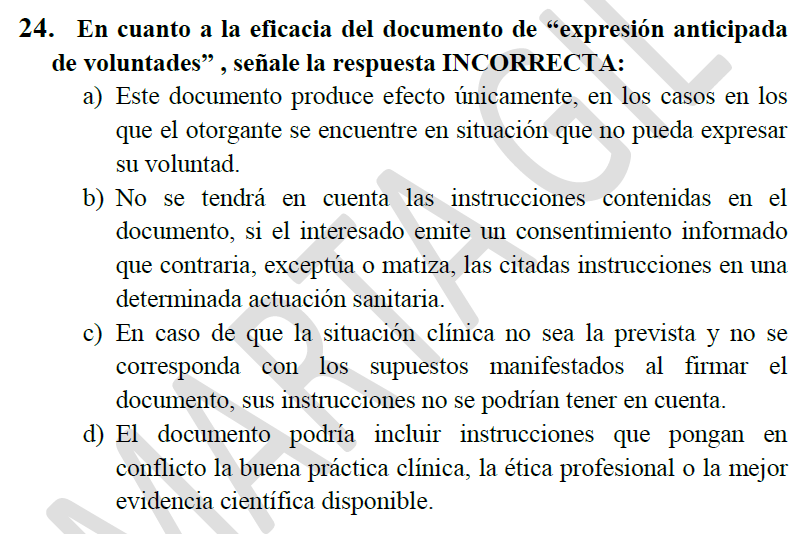 24. En cuanto a la eficacia del documento de “expresión anticipada
de voluntades” , señale la respuesta INCORRECTA:
a) Este documento produce efecto únicamente, en los casos en los
que el otorgante se encuentre en situación que no pueda expresar
su voluntad.
b) No se tendrá en cuenta las instrucciones contenidas en el
documento, si el interesado emite un consentimiento informado
que contraria, exceptúa o matiza, las citadas instrucciones en una
determinada actuación sanitaria.
c) En caso de que la situación clínica no sea la prevista y no se
corresponda con los supuestos manifestados al firmar el
documento, sus instrucciones no se podrían tener en cuenta.
d) El documento podría incluir instrucciones que pongan en
conflicto la buena práctica clínica, la ética profesional o la mejor
evidencia científica disponible.
MARTA GIL